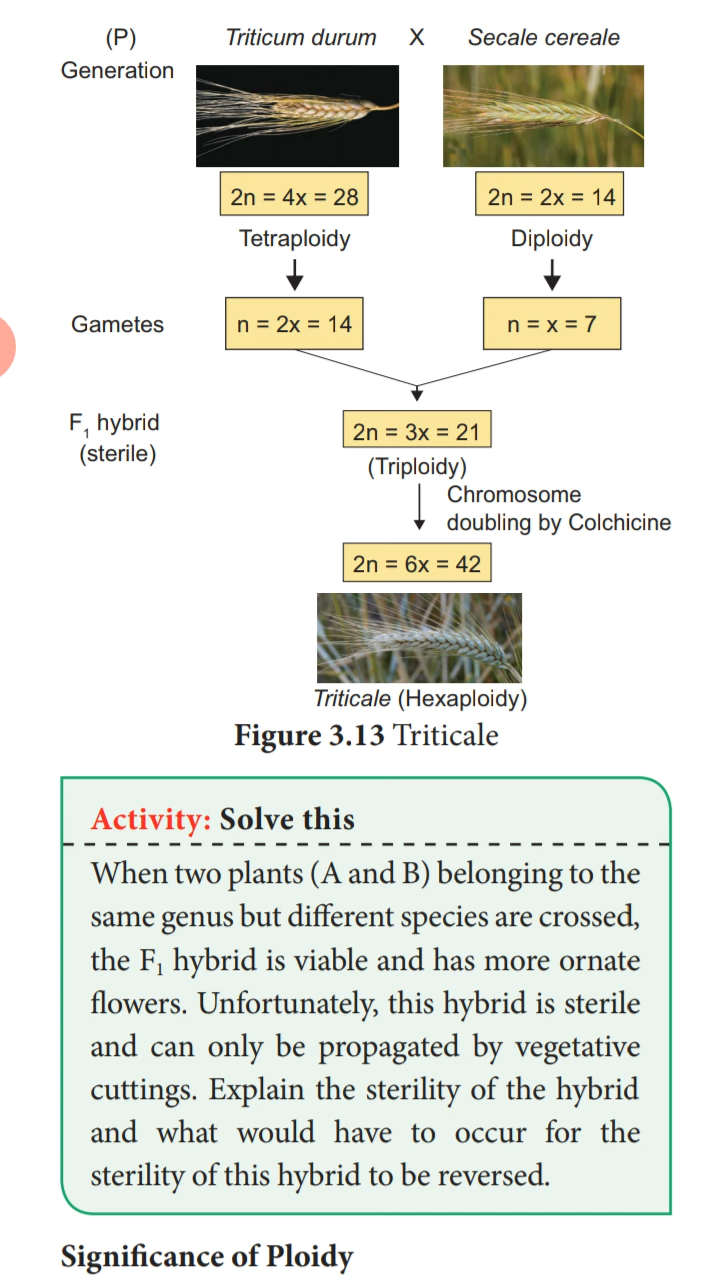 (P) Triticum durum X Secale cereale
Generation
2n = 4x = 28 2n = 2x = 14
Tetraploidy Diploidy
Gametes n = 2x = 14 n = x = 7
F1 hybrid
(sterile)
2n = 3x = 21
(Triploidy)
Chromosome
doubling by Colchicine
2n = 6x = 42
Triticale (Hexaploidy)
Figure 3.13 Triticale
Activity: Solve this
When two plants (A and B) belonging to the
same genus but different species are crossed,
the F1 hybrid is viable and has more ornate
flowers. Unfortunately, this hybrid is sterile
and can only be propagated by vegetative
cuttings. Explain the sterility of the hybrid
and what would have to occur for the
sterility of this hybrid to be reversed.
Significance of Ploidy